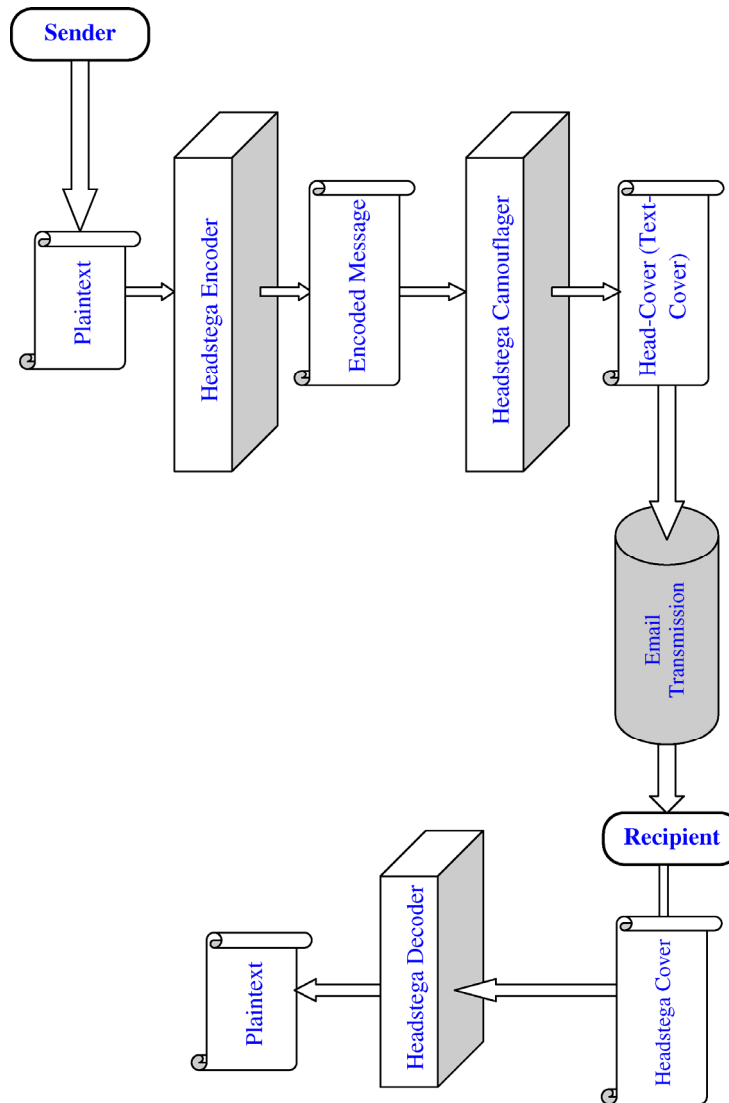 Sender
Plaintext
Headstega Encoder
Encoded Message
Headstega Camouflager
Head-Cover (Text-
Cover)
Email
Transmission
Recipient
Headstega Cover
Headstega Decoder
Plaintext